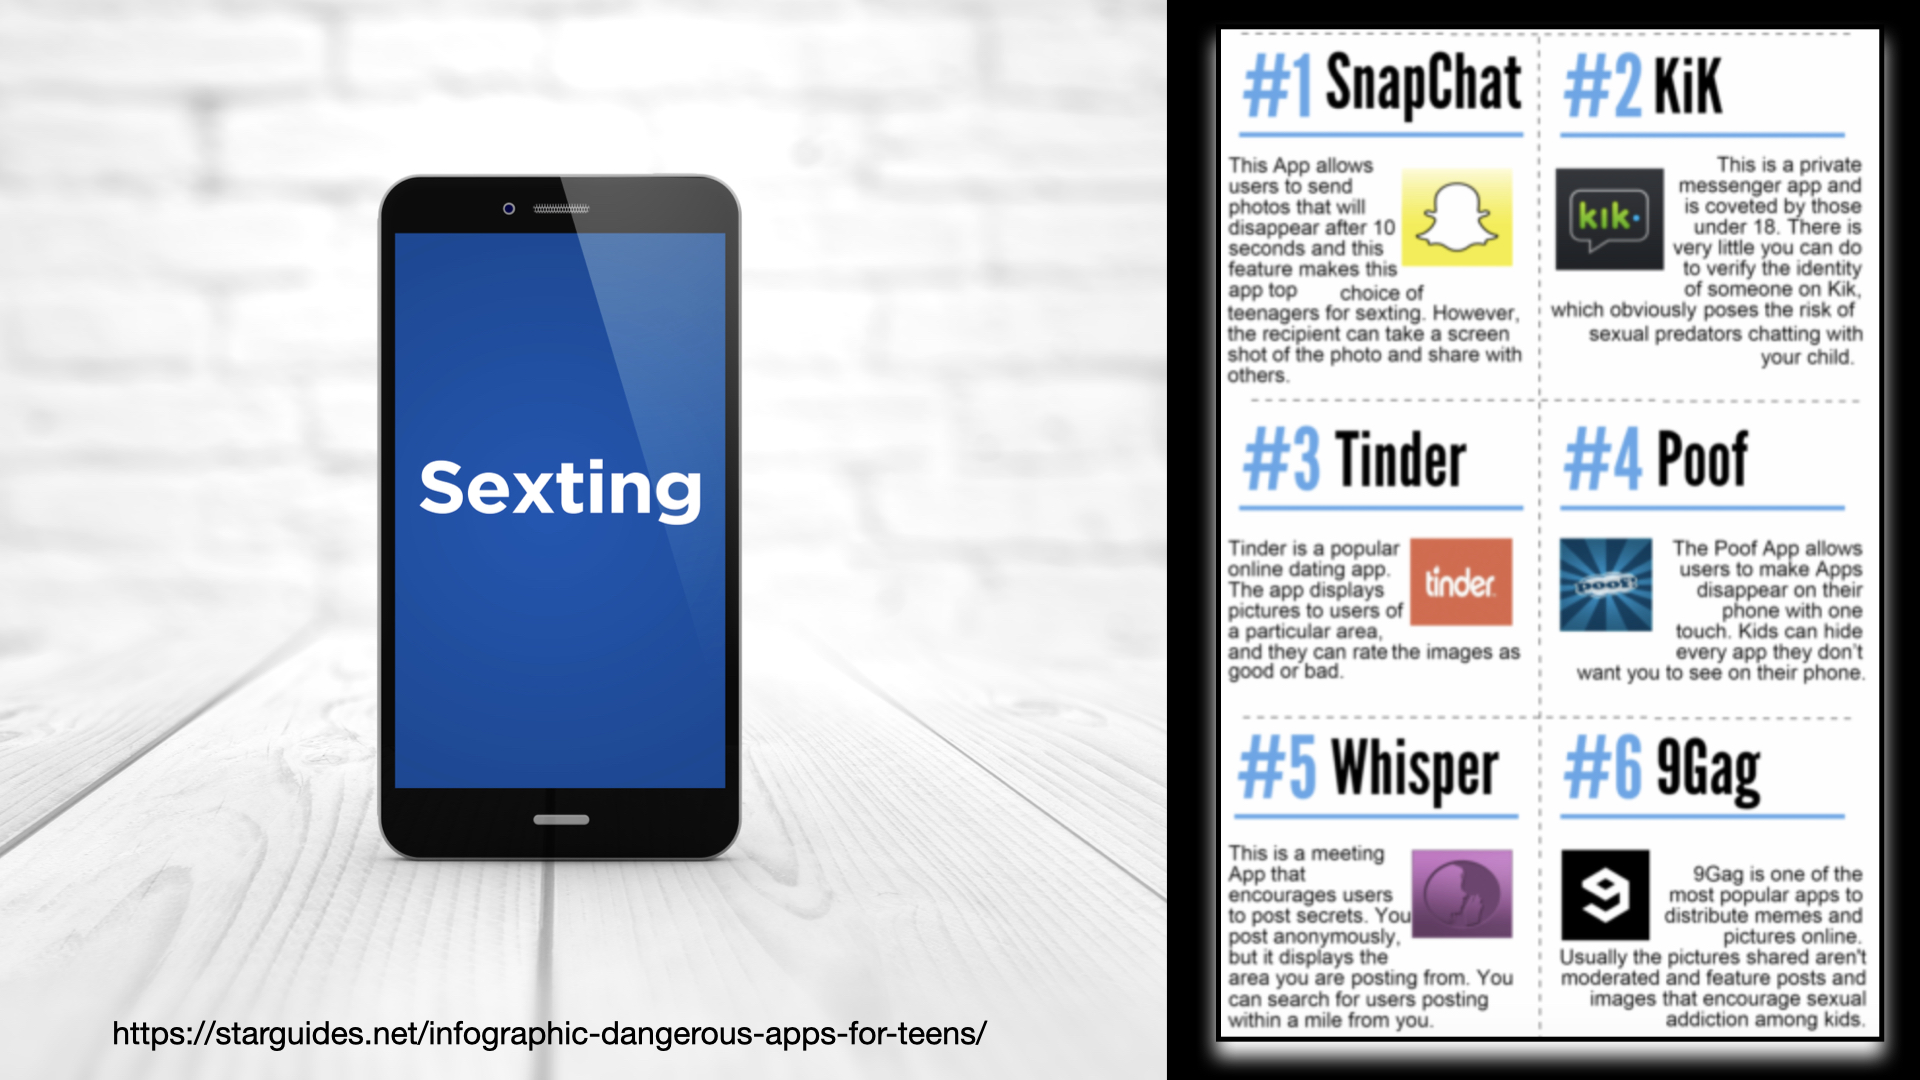 Sexting
https://starguides.net/infographic-dangerous-apps-for-teens/
#1 SnapChat
This App allows
users to send
photos that will
disappear after 10
seconds and this
feature makes this
app top choice of
teenagers for sexting. However,
the recipient can take a screen
shot of the photo and share with
others.
#2 KiK
kik.
This is a private
messenger app and
is coveted by those
under 18. There is
very little you can do
to verify the identity
of someone on Kik,
which obviously poses the risk of
sexual predators chatting with
your child.
#3 Tinder
Tinder is a popular
online dating app.
The app displays
pictures to users of
a particular area,
and they can rate the images as
good or bad.
tinder
#4 Poof
POOF!
The Poof App allows
users to make Apps
disappear on their
phone with one
touch. Kids can hide
every app they don't
want you to see on their phone.
#5 Whisper
This is a meeting
App that
encourages users
to post secrets. You
post anonymously,
but it displays the
area you are posting from. You
can search for users posting
within a mile from you.
#6 9Gag
9
9Gag is one of the
most popular apps to
distribute memes and
pictures online.
Usually the pictures shared aren't
moderated and feature posts and
images that encourage sexual
addiction among kids.